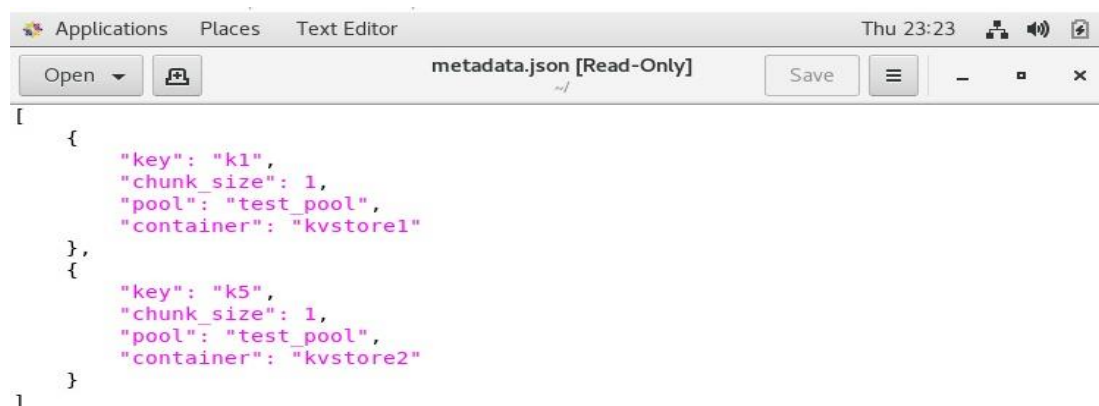 Applications Places Text Editor Thu 23:23
Open metadata.json [Read-Only] Save
~/
[
    {
        "key": "k1",
        "chunk_size": 1,
        "pool": "test_pool",
        "container": "kvstore1"
    },
    {
        "key": "k5",
        "chunk_size": 1,
        "pool": "test_pool",
        "container": "kvstore2"
    }
]